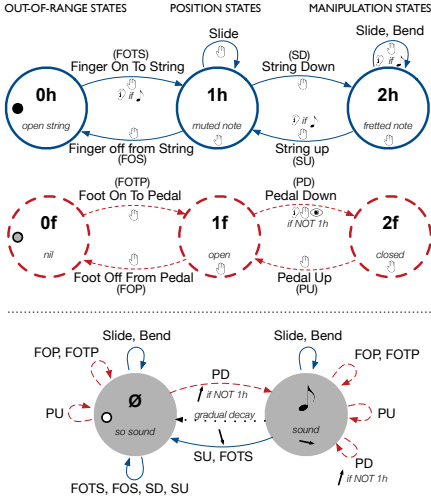 OUT-OF-RANGE STATES POSITION STATES MANIPULATION STATES
Slide
Slide, Bend
(FOTS)
Finger On To String
(SD)
String Down
if
if
0h
open string
1h
muted note
2h
fretted note
if
Finger off from String
(FOS)
String up
(SU)
(FOTP)
Foot On To Pedal
(PD)
Pedal Down
if NOT 1h
0f
nil
1f
open
2f
closed
Foot Off From Pedal
(FOP)
Pedal Up
(PU)
Slide, Bend
Slide, Bend
FOP, FOTP
FOP, FOTP
PD
if NOT 1h
PU
Ø
so sound
gradual decay
sound
PU
SU, FOTS
PD
if NOT 1h
FOTS, FOS, SD, SU